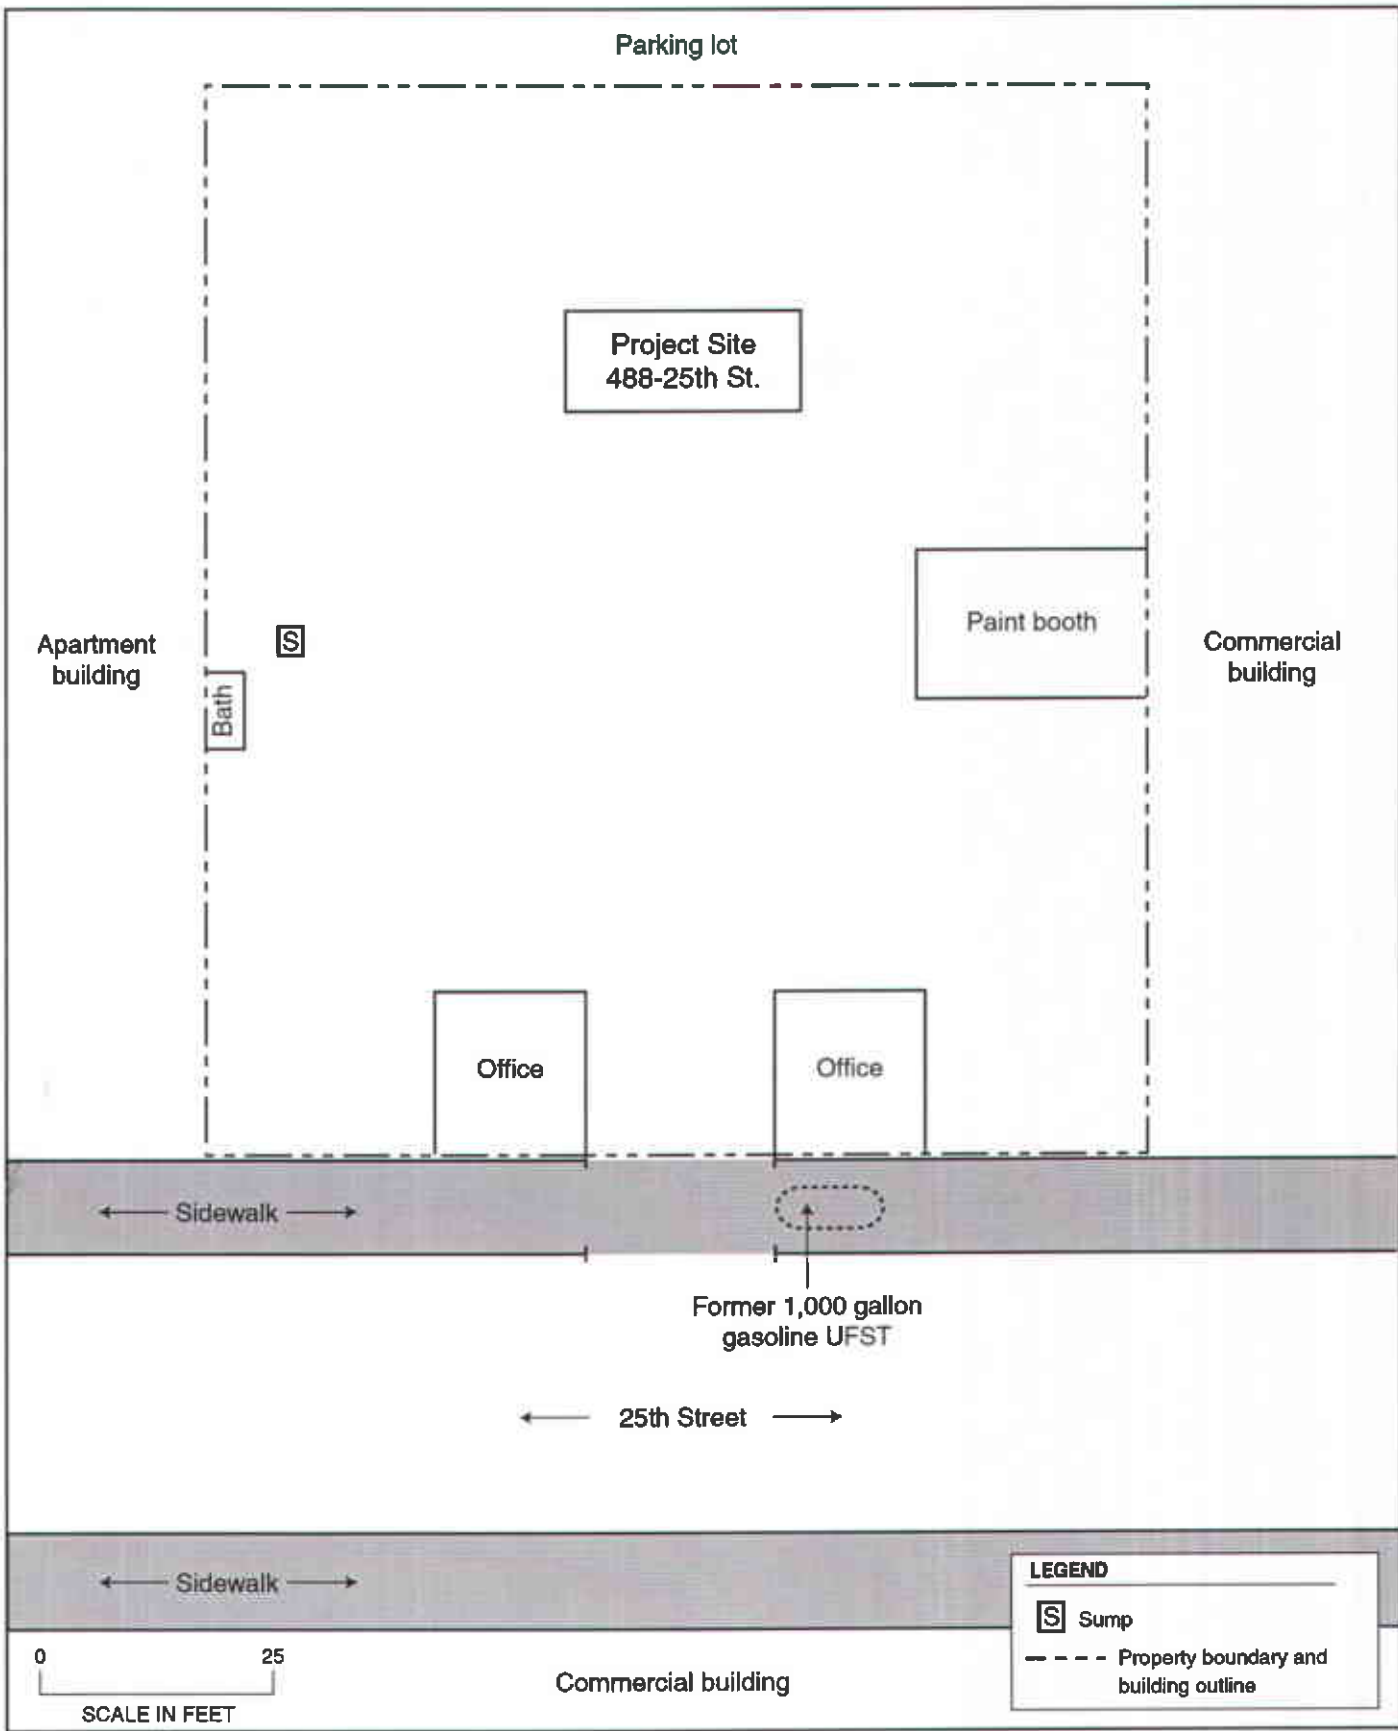 Parking lot
Project Site
488-25th St.
Paint booth
Apartment
building
S
Commercial
building
Bath
Office
Office
Sidewalk
Former 1,000 gallon
gasoline UFST
25th Street
Sidewalk
LEGEND
S Sump
Property boundary and
building outline
0 25
SCALE IN FEET
Commercial building